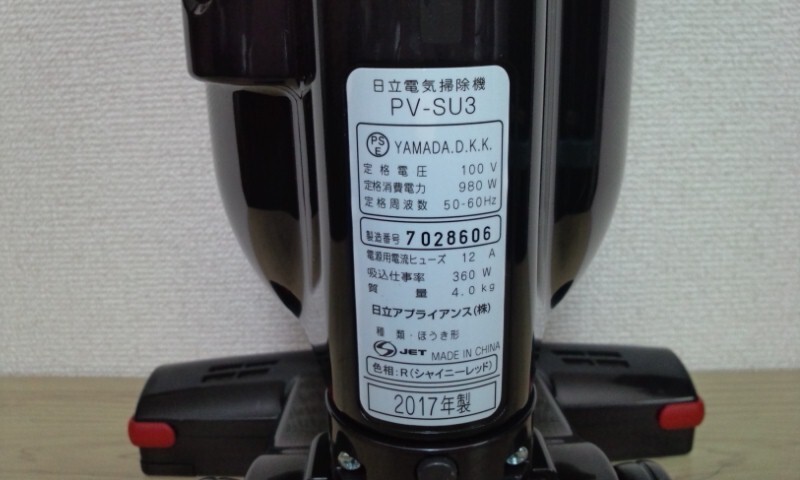 日立電気掃除機
PV-SU3
PS
E
YAMADA.D.K.K.
定格電圧 100 V
定格消費電力 980 W
定格周波数 50-60Hz
製造番号 7028606
電源用電流ヒューズ 12 A
吸込仕事率 360 W
質量 4.0 kg
日立アプライアンス(株)
種類・ほうき形
S JET MADE IN CHINA
色相:R(シャイニーレッド)
2017年製